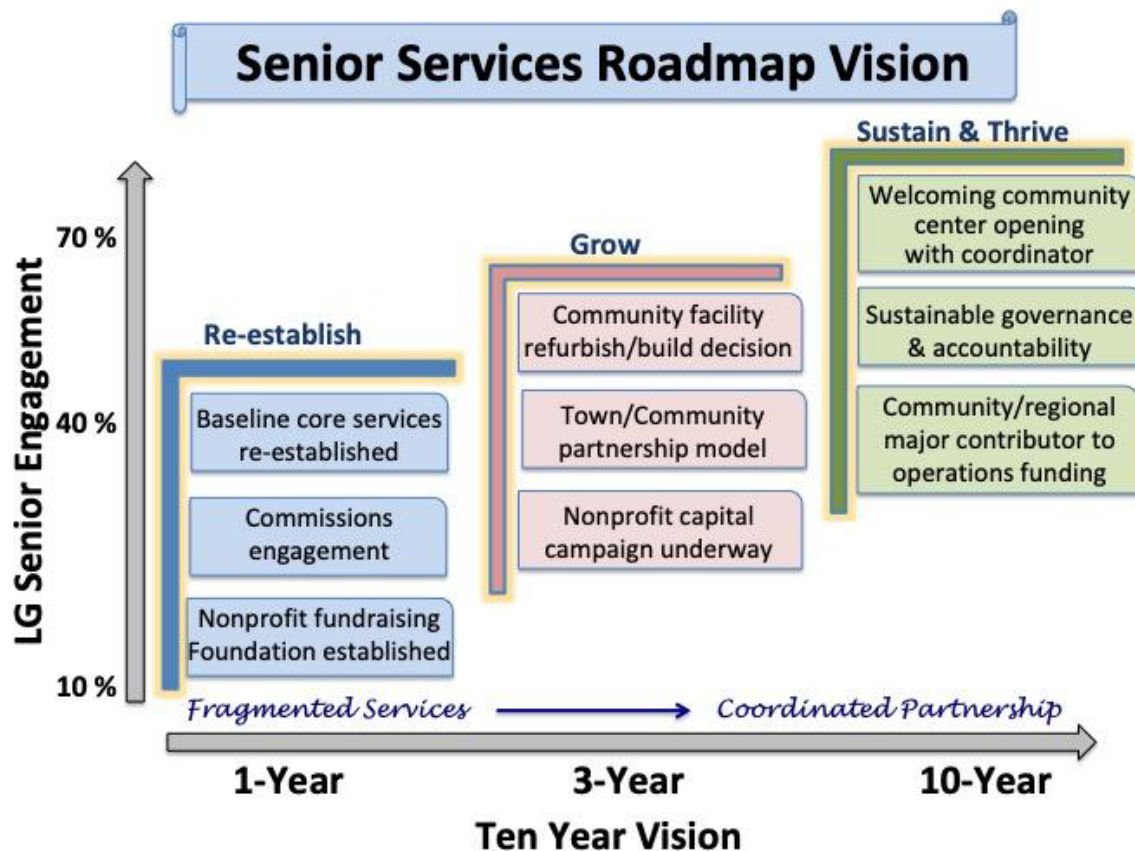 Senior Services Roadmap Vision
LG Senior Engagement
70 %
40 %
10 %
Re-establish
Baseline core services
re-established
Commissions
engagement
Nonprofit fundraising
Foundation established
Grow
Community facility
refurbish/build decision
Town/Community
partnership model
Nonprofit capital
campaign underway
Sustain & Thrive
Welcoming community
center opening
with coordinator
Sustainable governance
& accountability
Community/regional
major contributor to
operations funding
Fragmented Services
Coordinated Partnership
1-Year
3-Year
10-Year
Ten Year Vision